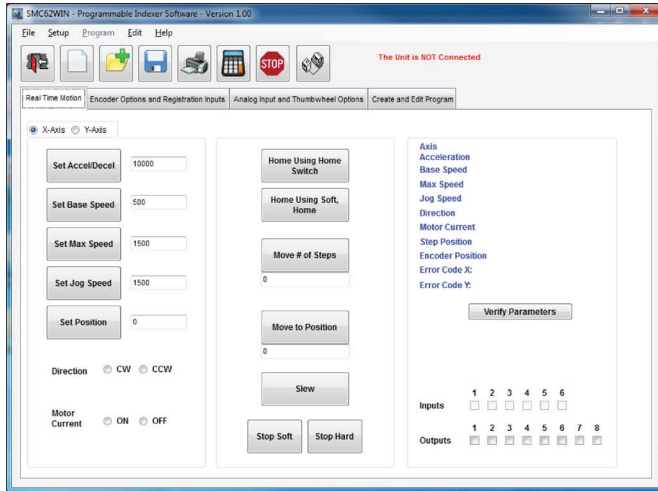 SMC62WIN - Programmable Indexer Software - Version 1.00
File Setup Program Edit Help
STOP
The Unit is NOT Connected
Real Time Motion Encoder Options and Registration Inputs Analog Input and Thumbwheel Options Create and Edit Program
X-Axis Y-Axis
Set Accel/Decel 10000
Set Base Speed 500
Set Max Speed 1500
Set Jog Speed 1500
Set Position 0
Direction CW CCW
Motor
Current ON OFF
Home Using Home
Switch
Home Using Soft,
Home
Move # of Steps
0
Move to Position
0
Slew
Stop Soft Stop Hard
Axis
Acceleration
Base Speed
Max Speed
Jog Speed
Direction
Motor Current
Step Position
Encoder Position
Error Code X:
Error Code Y:
Verify Parameters
1 2 3 4 5 6
Inputs
1 2 3 4 5 6 7 8
Outputs